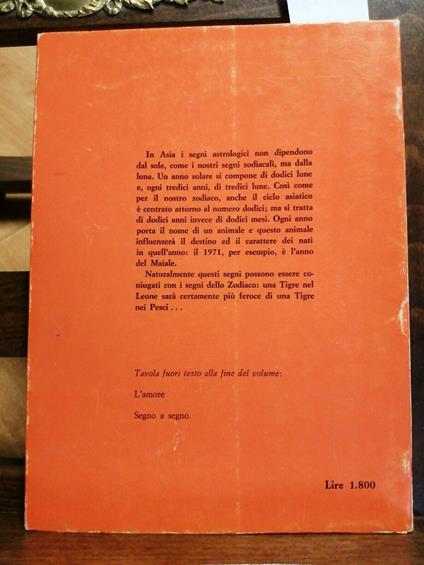 In Asia i segni astrologici non dipendono
dal sole, come i nostri segni zodiacali, ma dalla
luna. Un anno solare si compone di dodici lune
e, ogni tredici anni, di tredici lune. Così come
per il nostro zodiaco, anche il ciclo asiatico
è centrato attorno al numero dodici; ma si tratta
di dodici anni invece di dodici mesi. Ogni anno
porta il nome di un animale e questo animale
influenzerà il destino ed il carattere dei nati
in quell'anno: il 1971, per esempio, è l'anno
del Maiale.
Naturalmente questi segni possono essere co-
niugati con i segni dello Zodiaco: una Tigre nel
Leone sarà certamente più feroce di una Tigre
nei Pesci . . .
Tavola fuori testo alla fine del volume:
L'amore
Segno a segno.
Lire 1.800